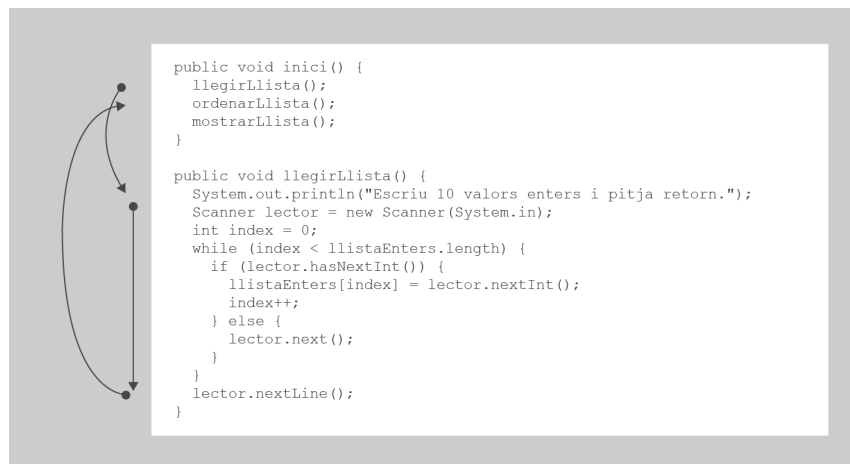 public void inici() {
  llegirLlista();
  ordenarLlista();
  mostrarLlista();
}

public void llegirLlista() {
  System.out.println("Escriu 10 valors enters i pitja retorn.");
  Scanner lector = new Scanner(System.in);
  int index = 0;
  while (index < llistaEnters.length) {
    if (lector.hasNextInt()) {
      llistaEnters[index] = lector.nextInt();
      index++;
    } else {
      lector.next();
    }
  }
  lector.nextLine();
}